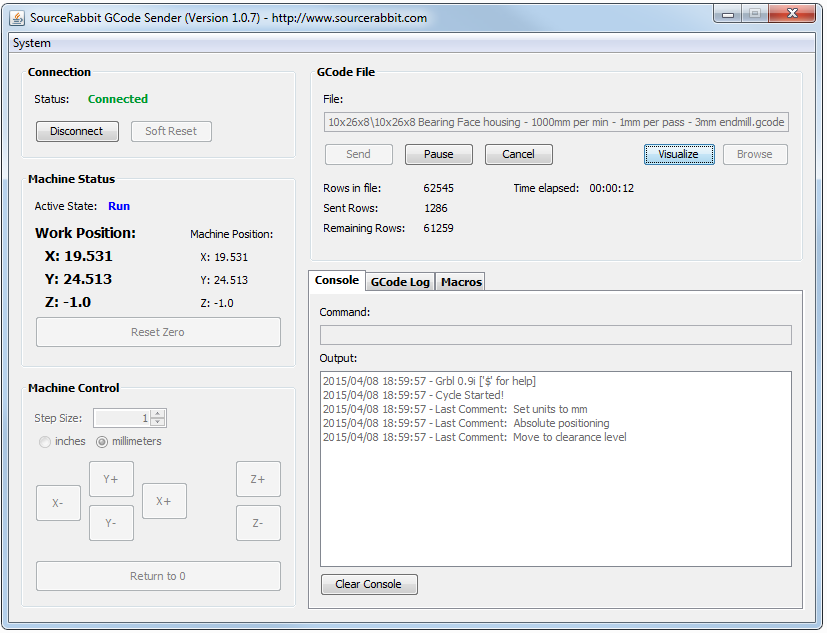 SourceRabbit GCode Sender (Version 1.0.7) - http://www.sourcerabbit.com
System
Connection
Status: Connected
Disconnect Soft Reset
Machine Status
Active State: Run
Work Position: Machine Position:
X: 19.531 X: 19.531
Y: 24.513 Y: 24.513
Z: -1.0 Z: -1.0
Reset Zero
Machine Control
Step Size: 1
inches millimeters
Y+ Z+
X- X+
Y- Z-
Return to 0
GCode File
File:
10x26x8\10x26x8 Bearing Face housing - 1000mm per min - 1mm per pass - 3mm endmill.gcode
Send Pause Cancel Visualize Browse
Rows in file: 62545 Time elapsed: 00:00:12
Sent Rows: 1286
Remaining Rows: 61259
Console GCode Log Macros
Command:
Output:
2015/04/08 18:59:57 - Grbl 0.9i ['$' for help]
2015/04/08 18:59:57 - Cycle Started!
2015/04/08 18:59:57 - Last Comment: Set units to mm
2015/04/08 18:59:57 - Last Comment: Absolute positioning
2015/04/08 18:59:57 - Last Comment: Move to clearance level
Clear Console